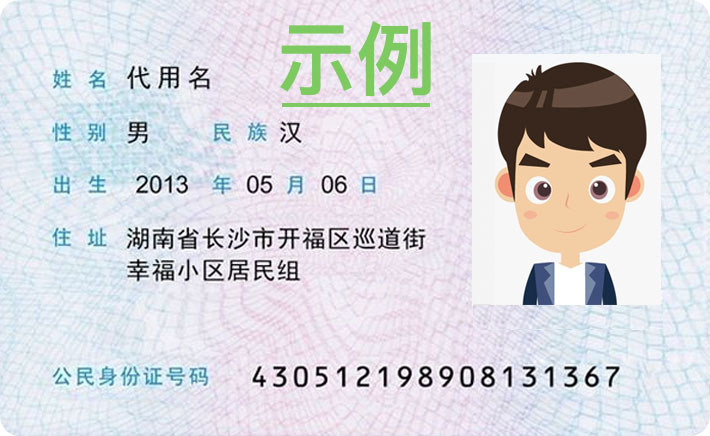 示例
姓名 代用名
性别 男 民族 汉
出生 2013 年 05 月 06 日
住址 湖南省长沙市开福区巡道街
幸福小区居民组
公民身份证号码 430512198908131367